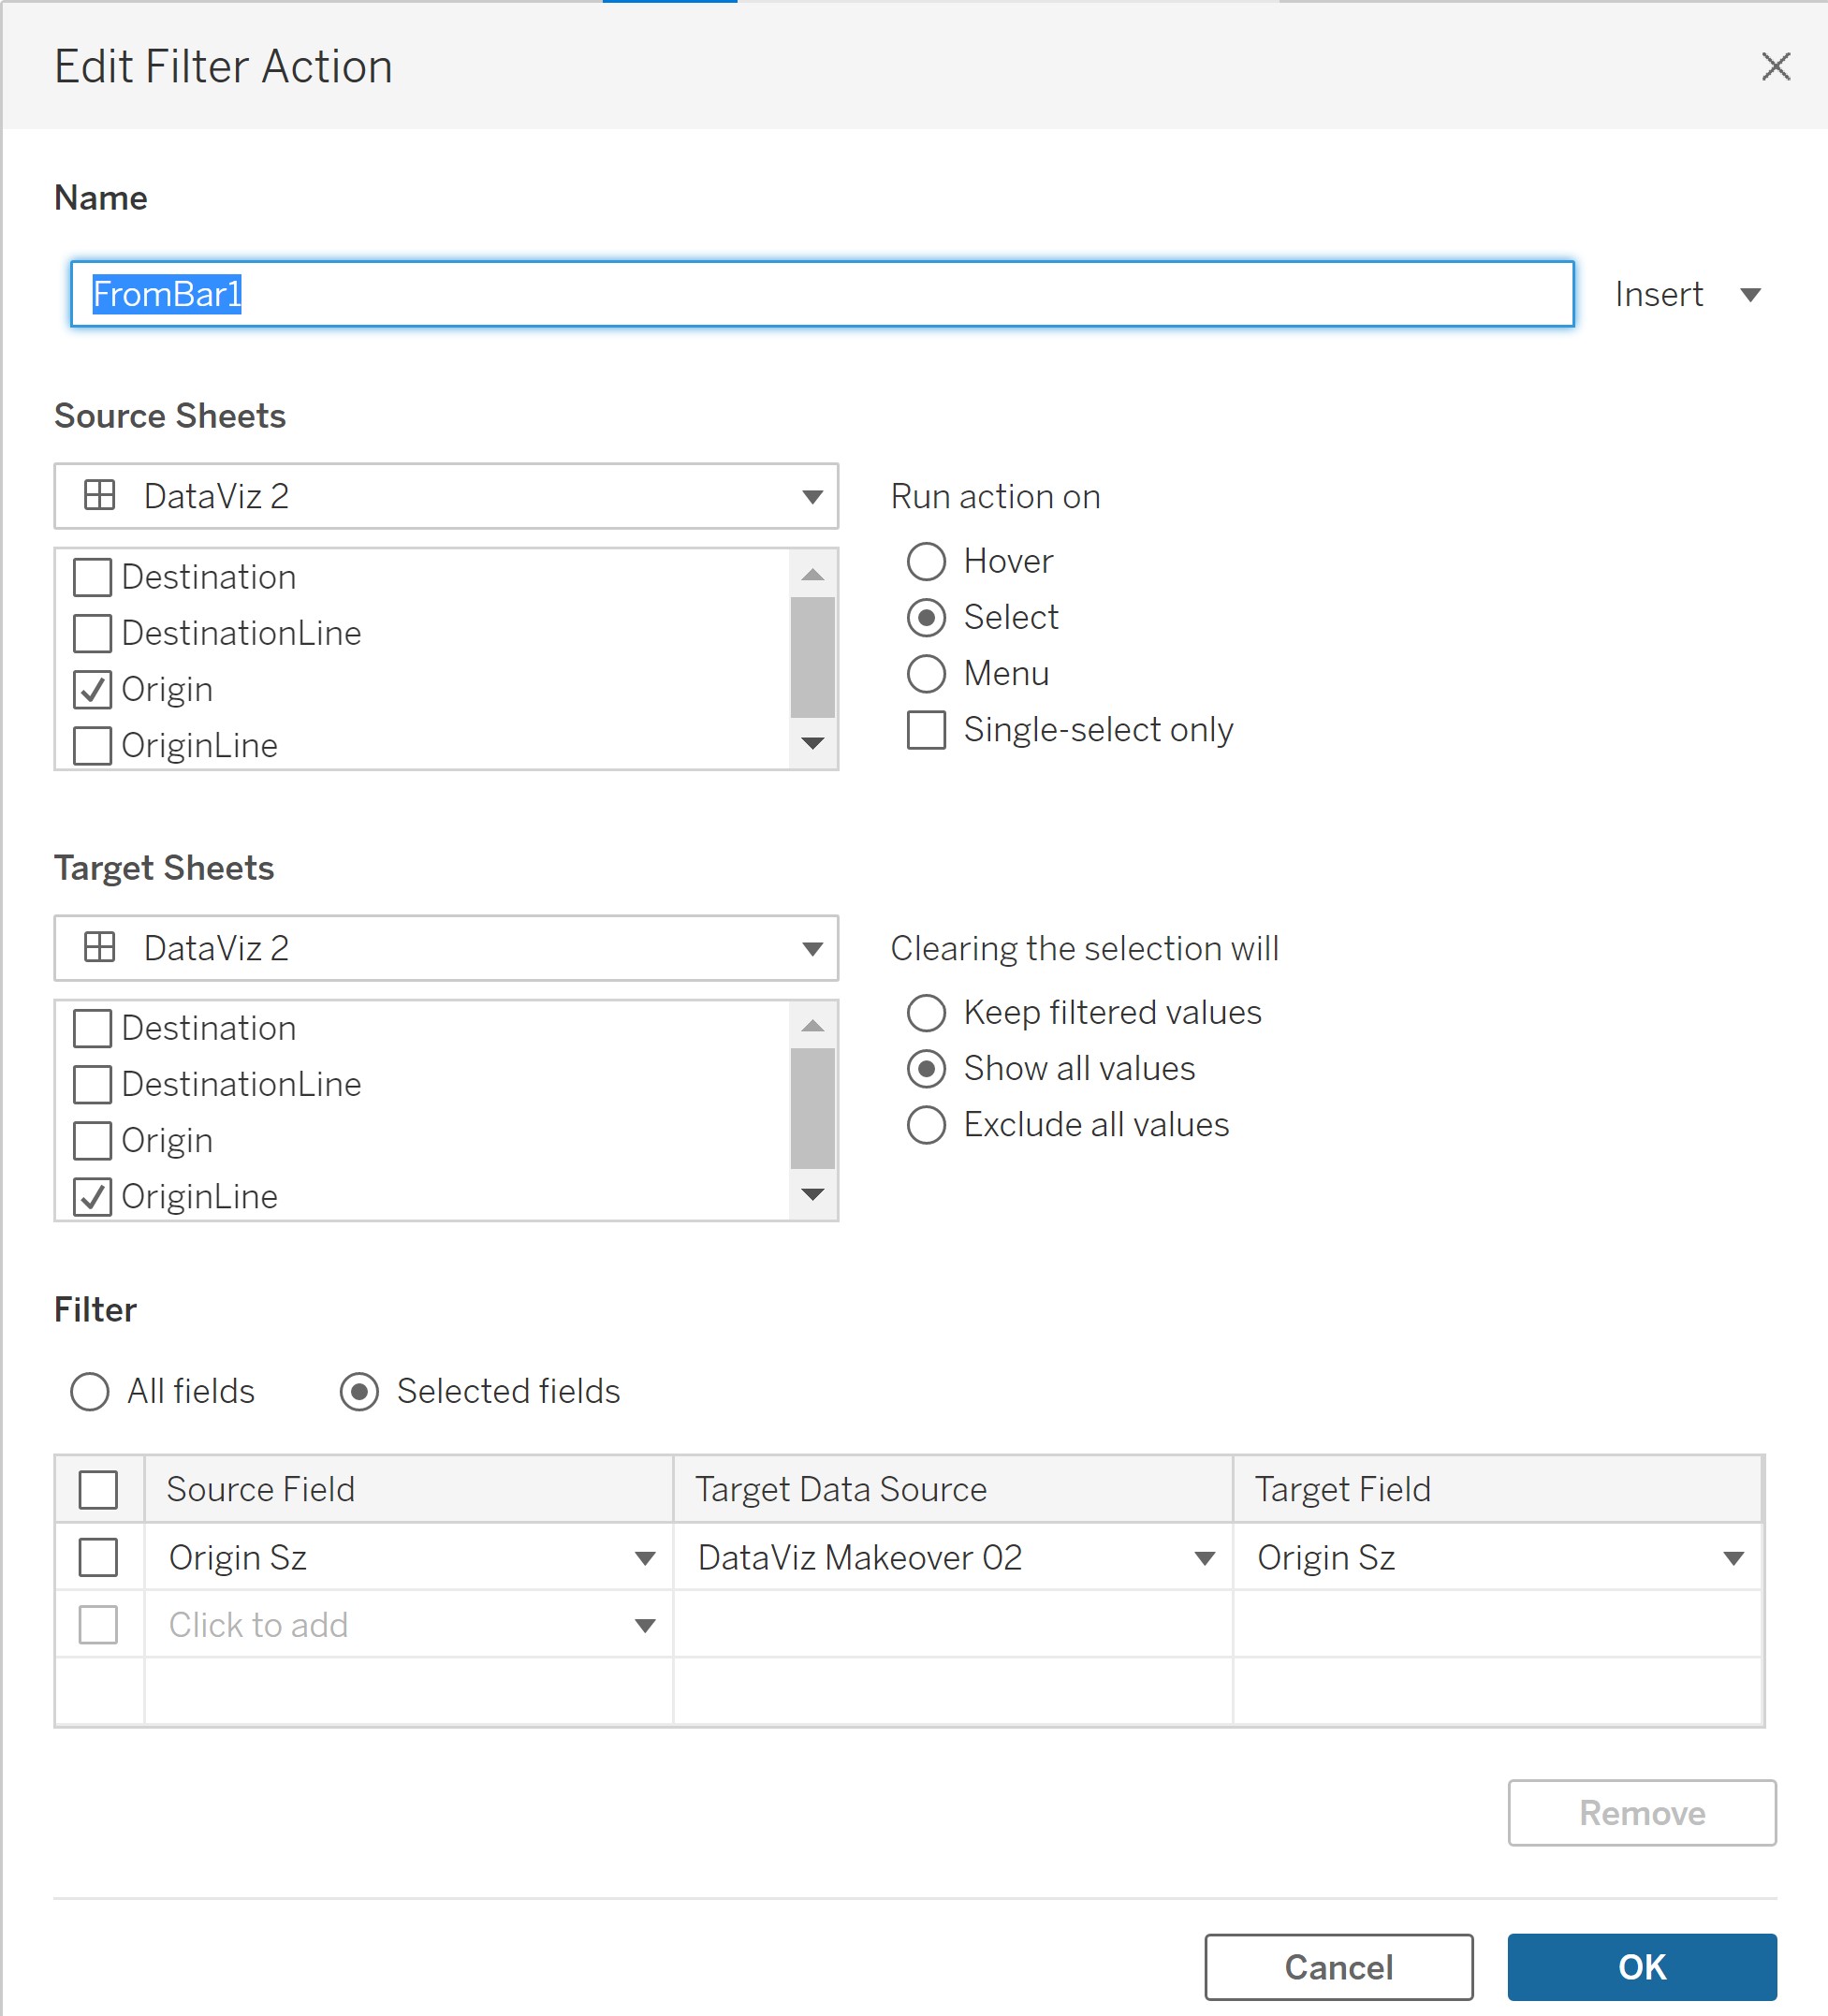 Edit Filter Action
Name
FromBar1
Insert
Source Sheets
DataViz 2
Destination
DestinationLine
Origin
OriginLine
Run action on
Hover
Select
Menu
Single-select only
Target Sheets
DataViz 2
Destination
DestinationLine
Origin
OriginLine
Clearing the selection will
Keep filtered values
Show all values
Exclude all values
Filter
All fields Selected fields
Source Field Target Data Source Target Field
Origin Sz DataViz Makeover 02 Origin Sz
Click to add
Remove
Cancel OK